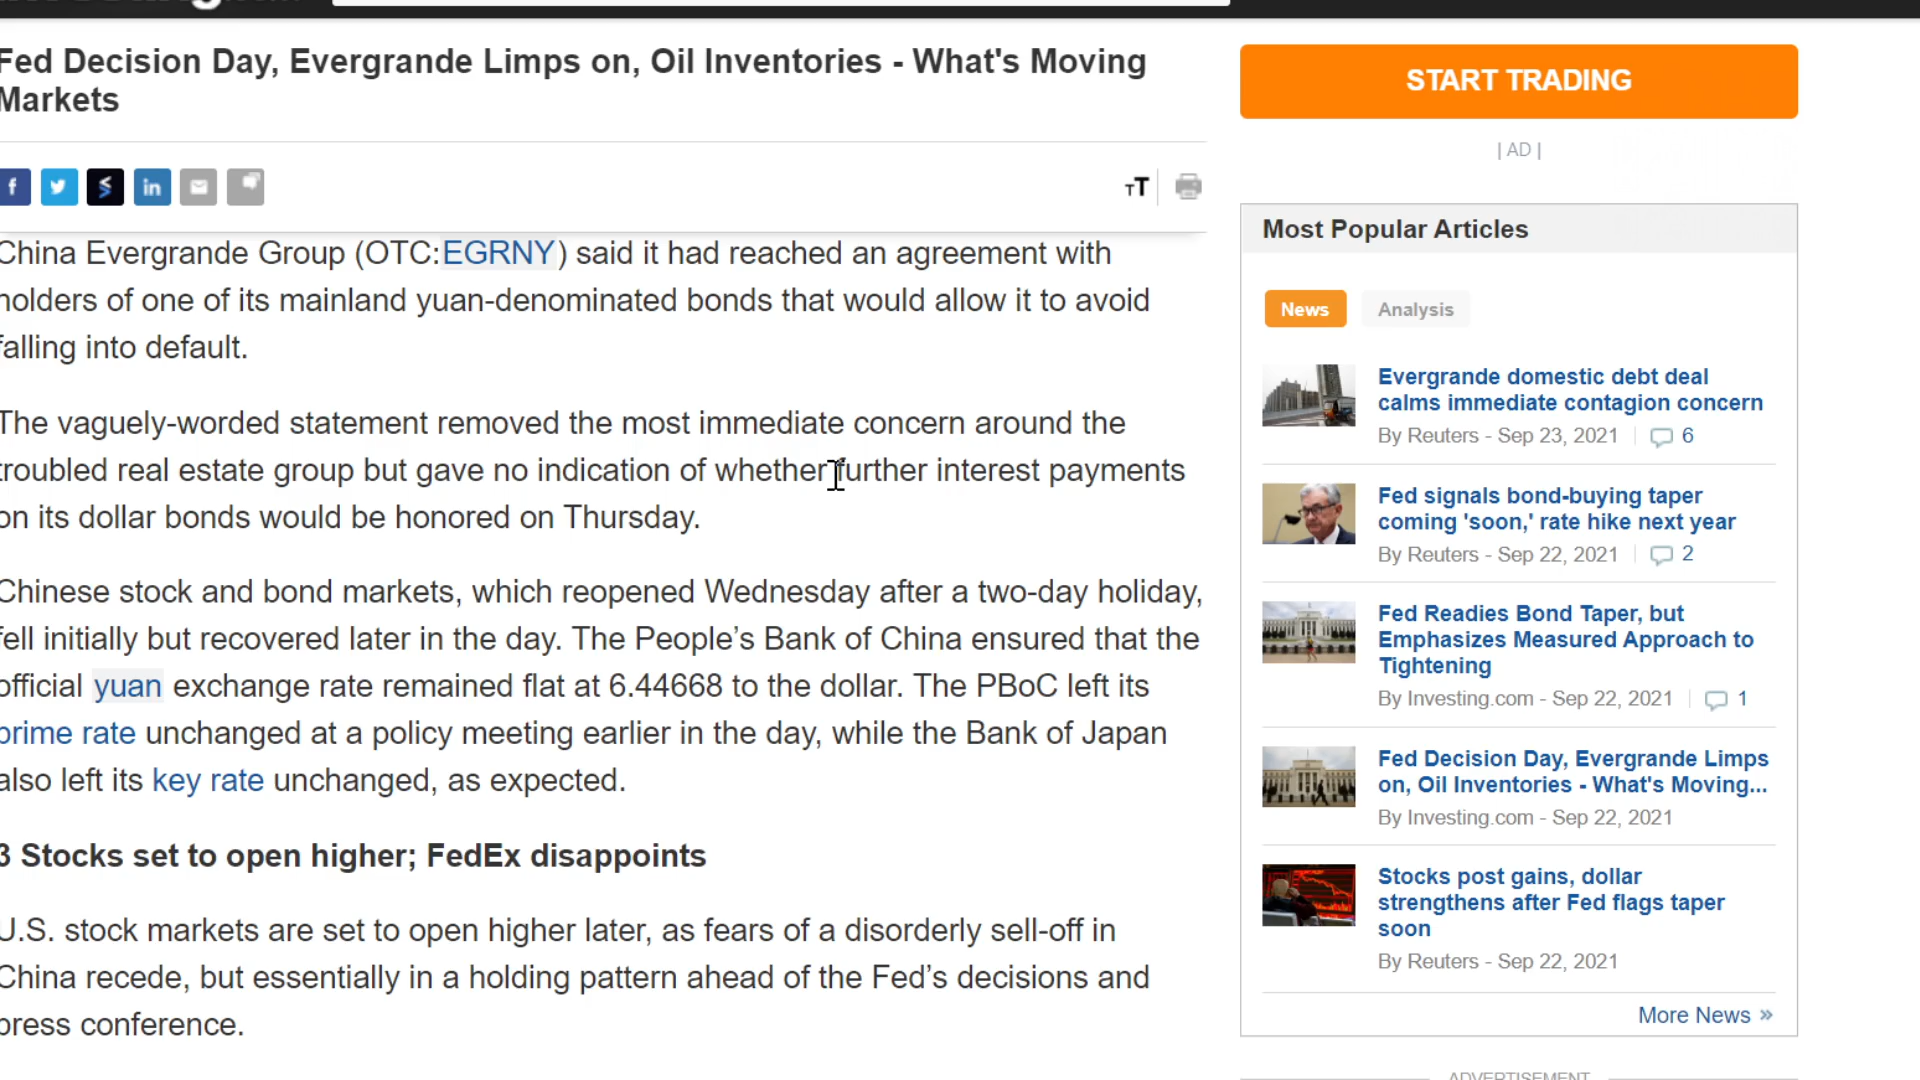 Fed Decision Day, Evergrande Limps on, Oil Inventories - What's Moving
Markets
China Evergrande Group (OTC:EGRNY) said it had reached an agreement with
holders of one of its mainland yuan-denominated bonds that would allow it to avoid
falling into default.
The vaguely-worded statement removed the most immediate concern around the
troubled real estate group but gave no indication of whether further interest payments
on its dollar bonds would be honored on Thursday.
Chinese stock and bond markets, which reopened Wednesday after a two-day holiday,
fell initially but recovered later in the day. The People’s Bank of China ensured that the
official yuan exchange rate remained flat at 6.44668 to the dollar. The PBoC left its
prime rate unchanged at a policy meeting earlier in the day, while the Bank of Japan
also left its key rate unchanged, as expected.
3 Stocks set to open higher; FedEx disappoints
U.S. stock markets are set to open higher later, as fears of a disorderly sell-off in
China recede, but essentially in a holding pattern ahead of the Fed’s decisions and
press conference.
START TRADING
| AD |
Most Popular Articles
News Analysis
Evergrande domestic debt deal
calms immediate contagion concern
By Reuters - Sep 23, 2021 | 6
Fed signals bond-buying taper
coming 'soon,' rate hike next year
By Reuters - Sep 22, 2021 | 2
Fed Readies Bond Taper, but
Emphasizes Measured Approach to
Tightening
By Investing.com - Sep 22, 2021 | 1
Fed Decision Day, Evergrande Limps
on, Oil Inventories - What's Moving...
By Investing.com - Sep 22, 2021
Stocks post gains, dollar
strengthens after Fed flags taper
soon
By Reuters - Sep 22, 2021
More News »
ADVERTISEMENT